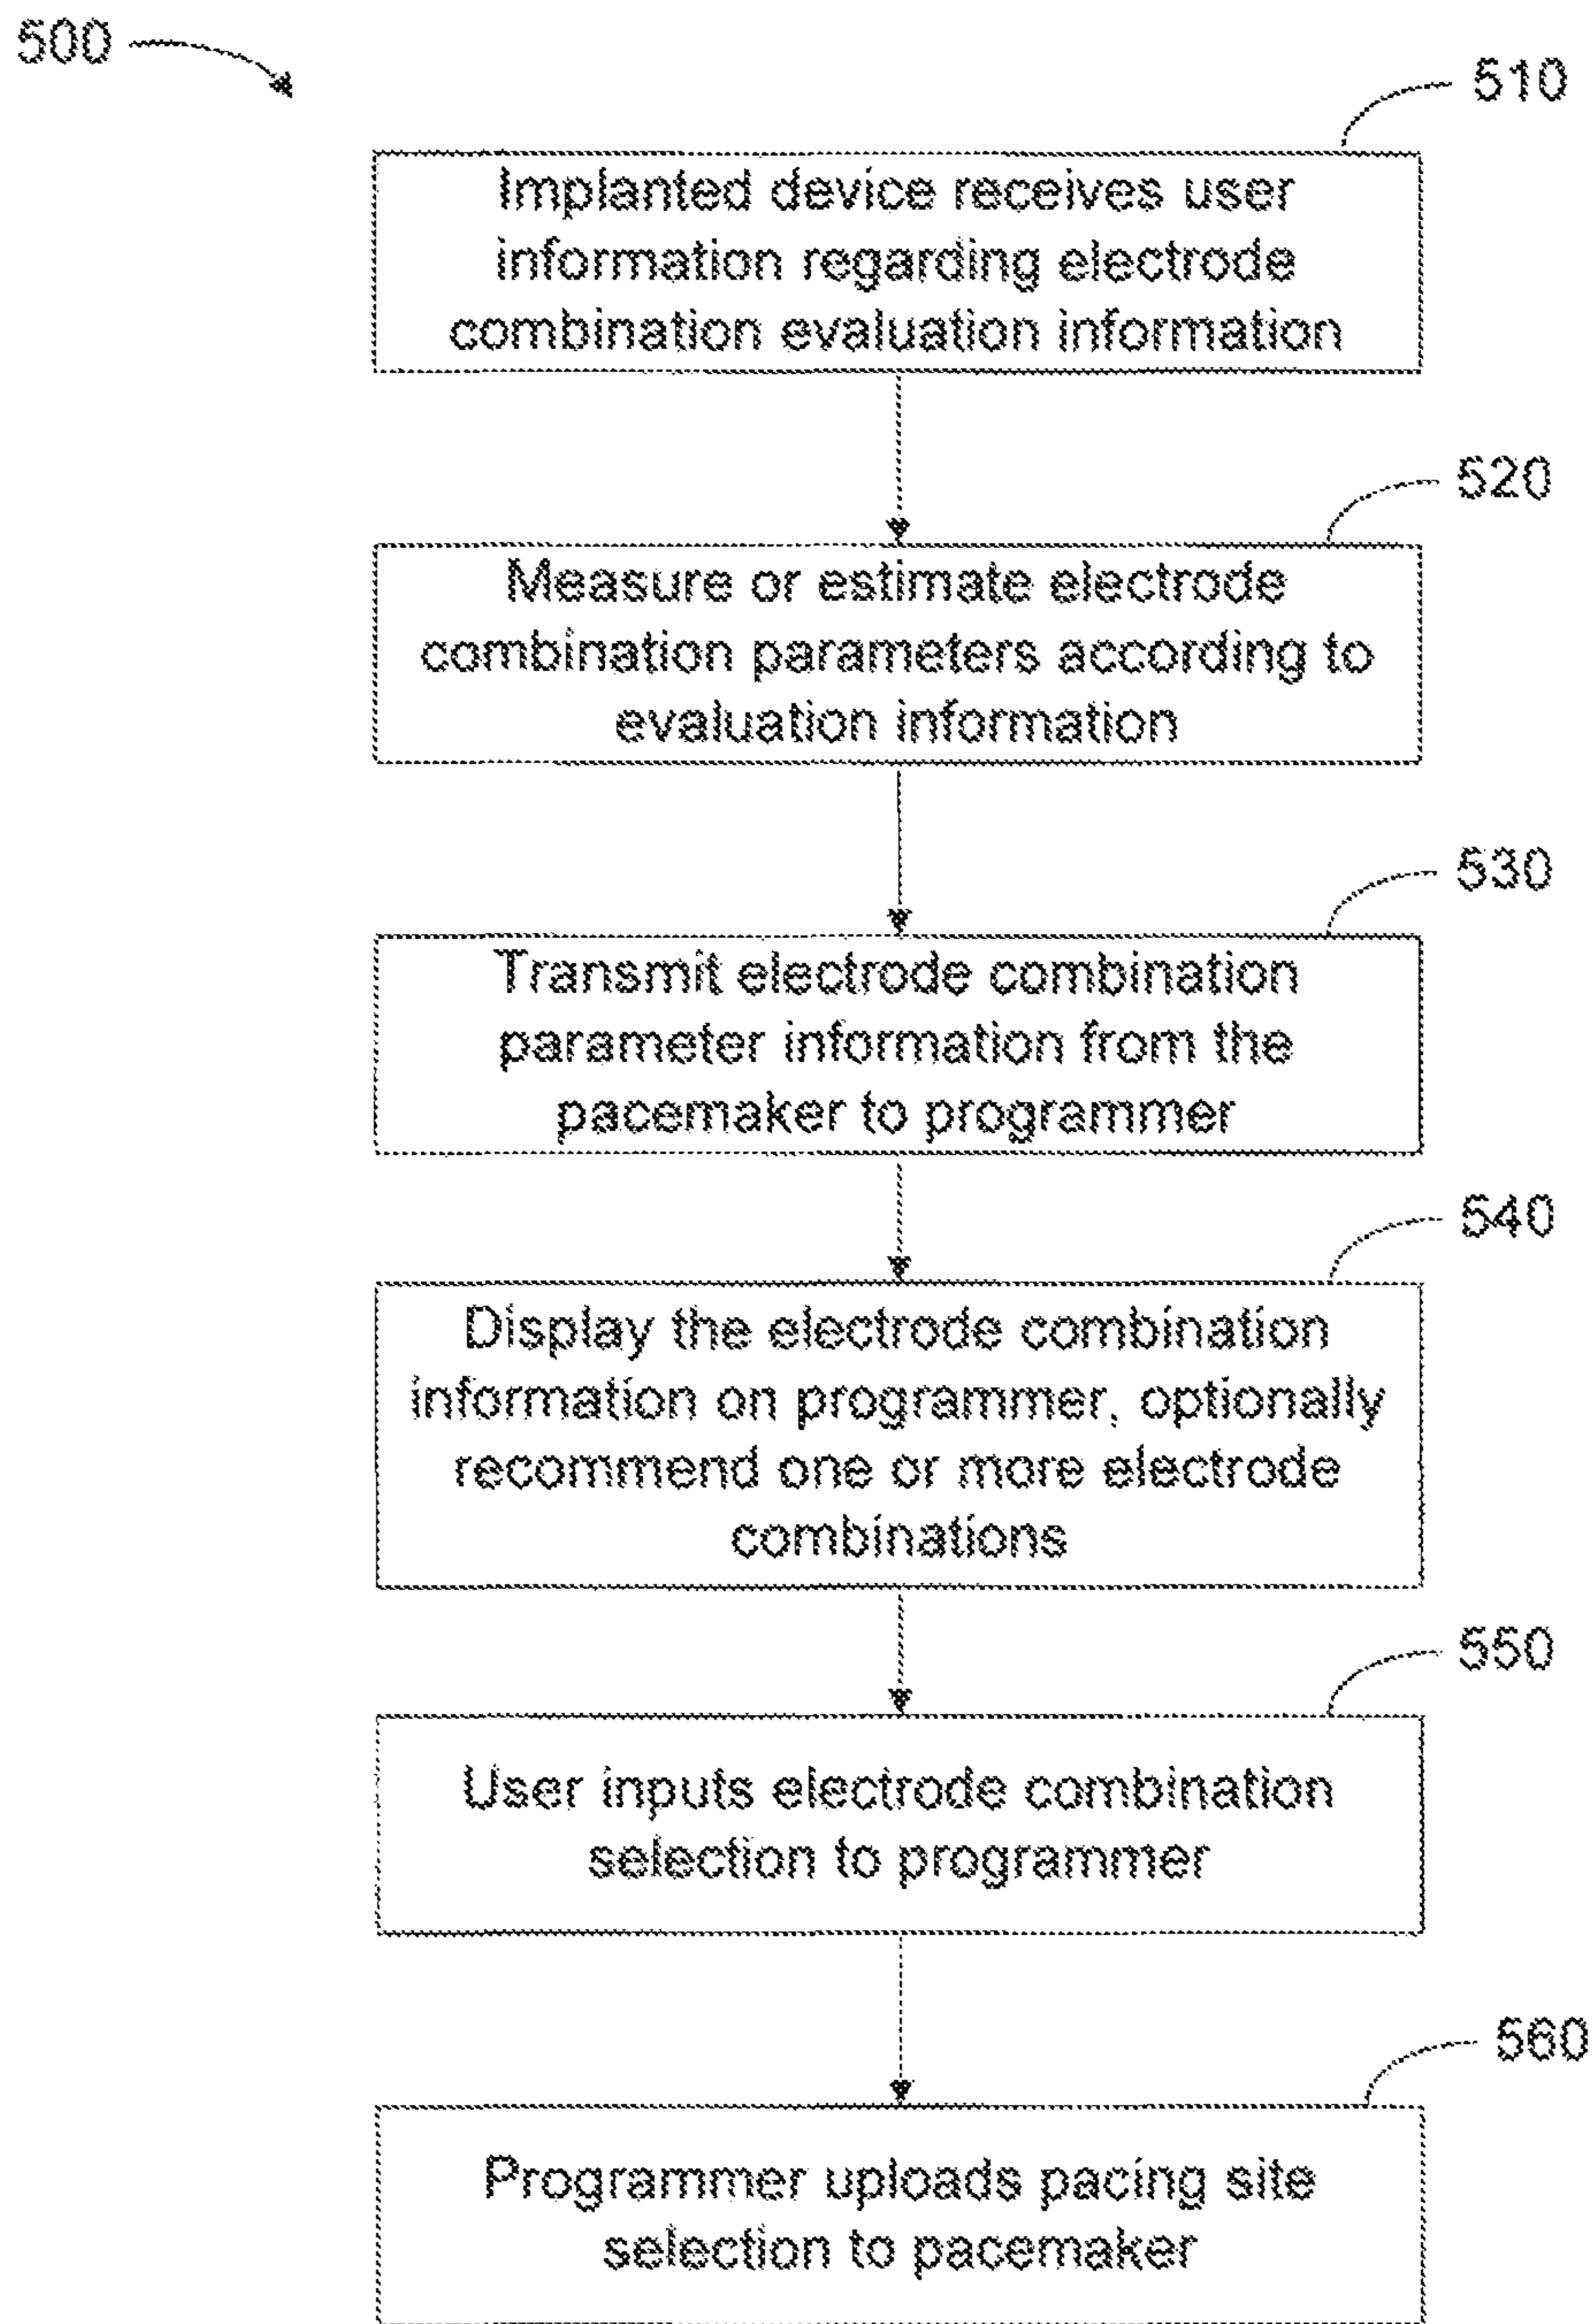 500
510
Implanted device receives user
information regarding electrode
combination evaluation information
520
Measure or estimate electrode
combination parameters according to
evaluation information
530
Transmit electrode combination
parameter information from the
pacemaker to programmer
540
Display the electrode combination
information on programmer, optionally
recommend one or more electrode
combinations
550
User inputs electrode combination
selection to programmer
560
Programmer uploads pacing site
selection to pacemaker